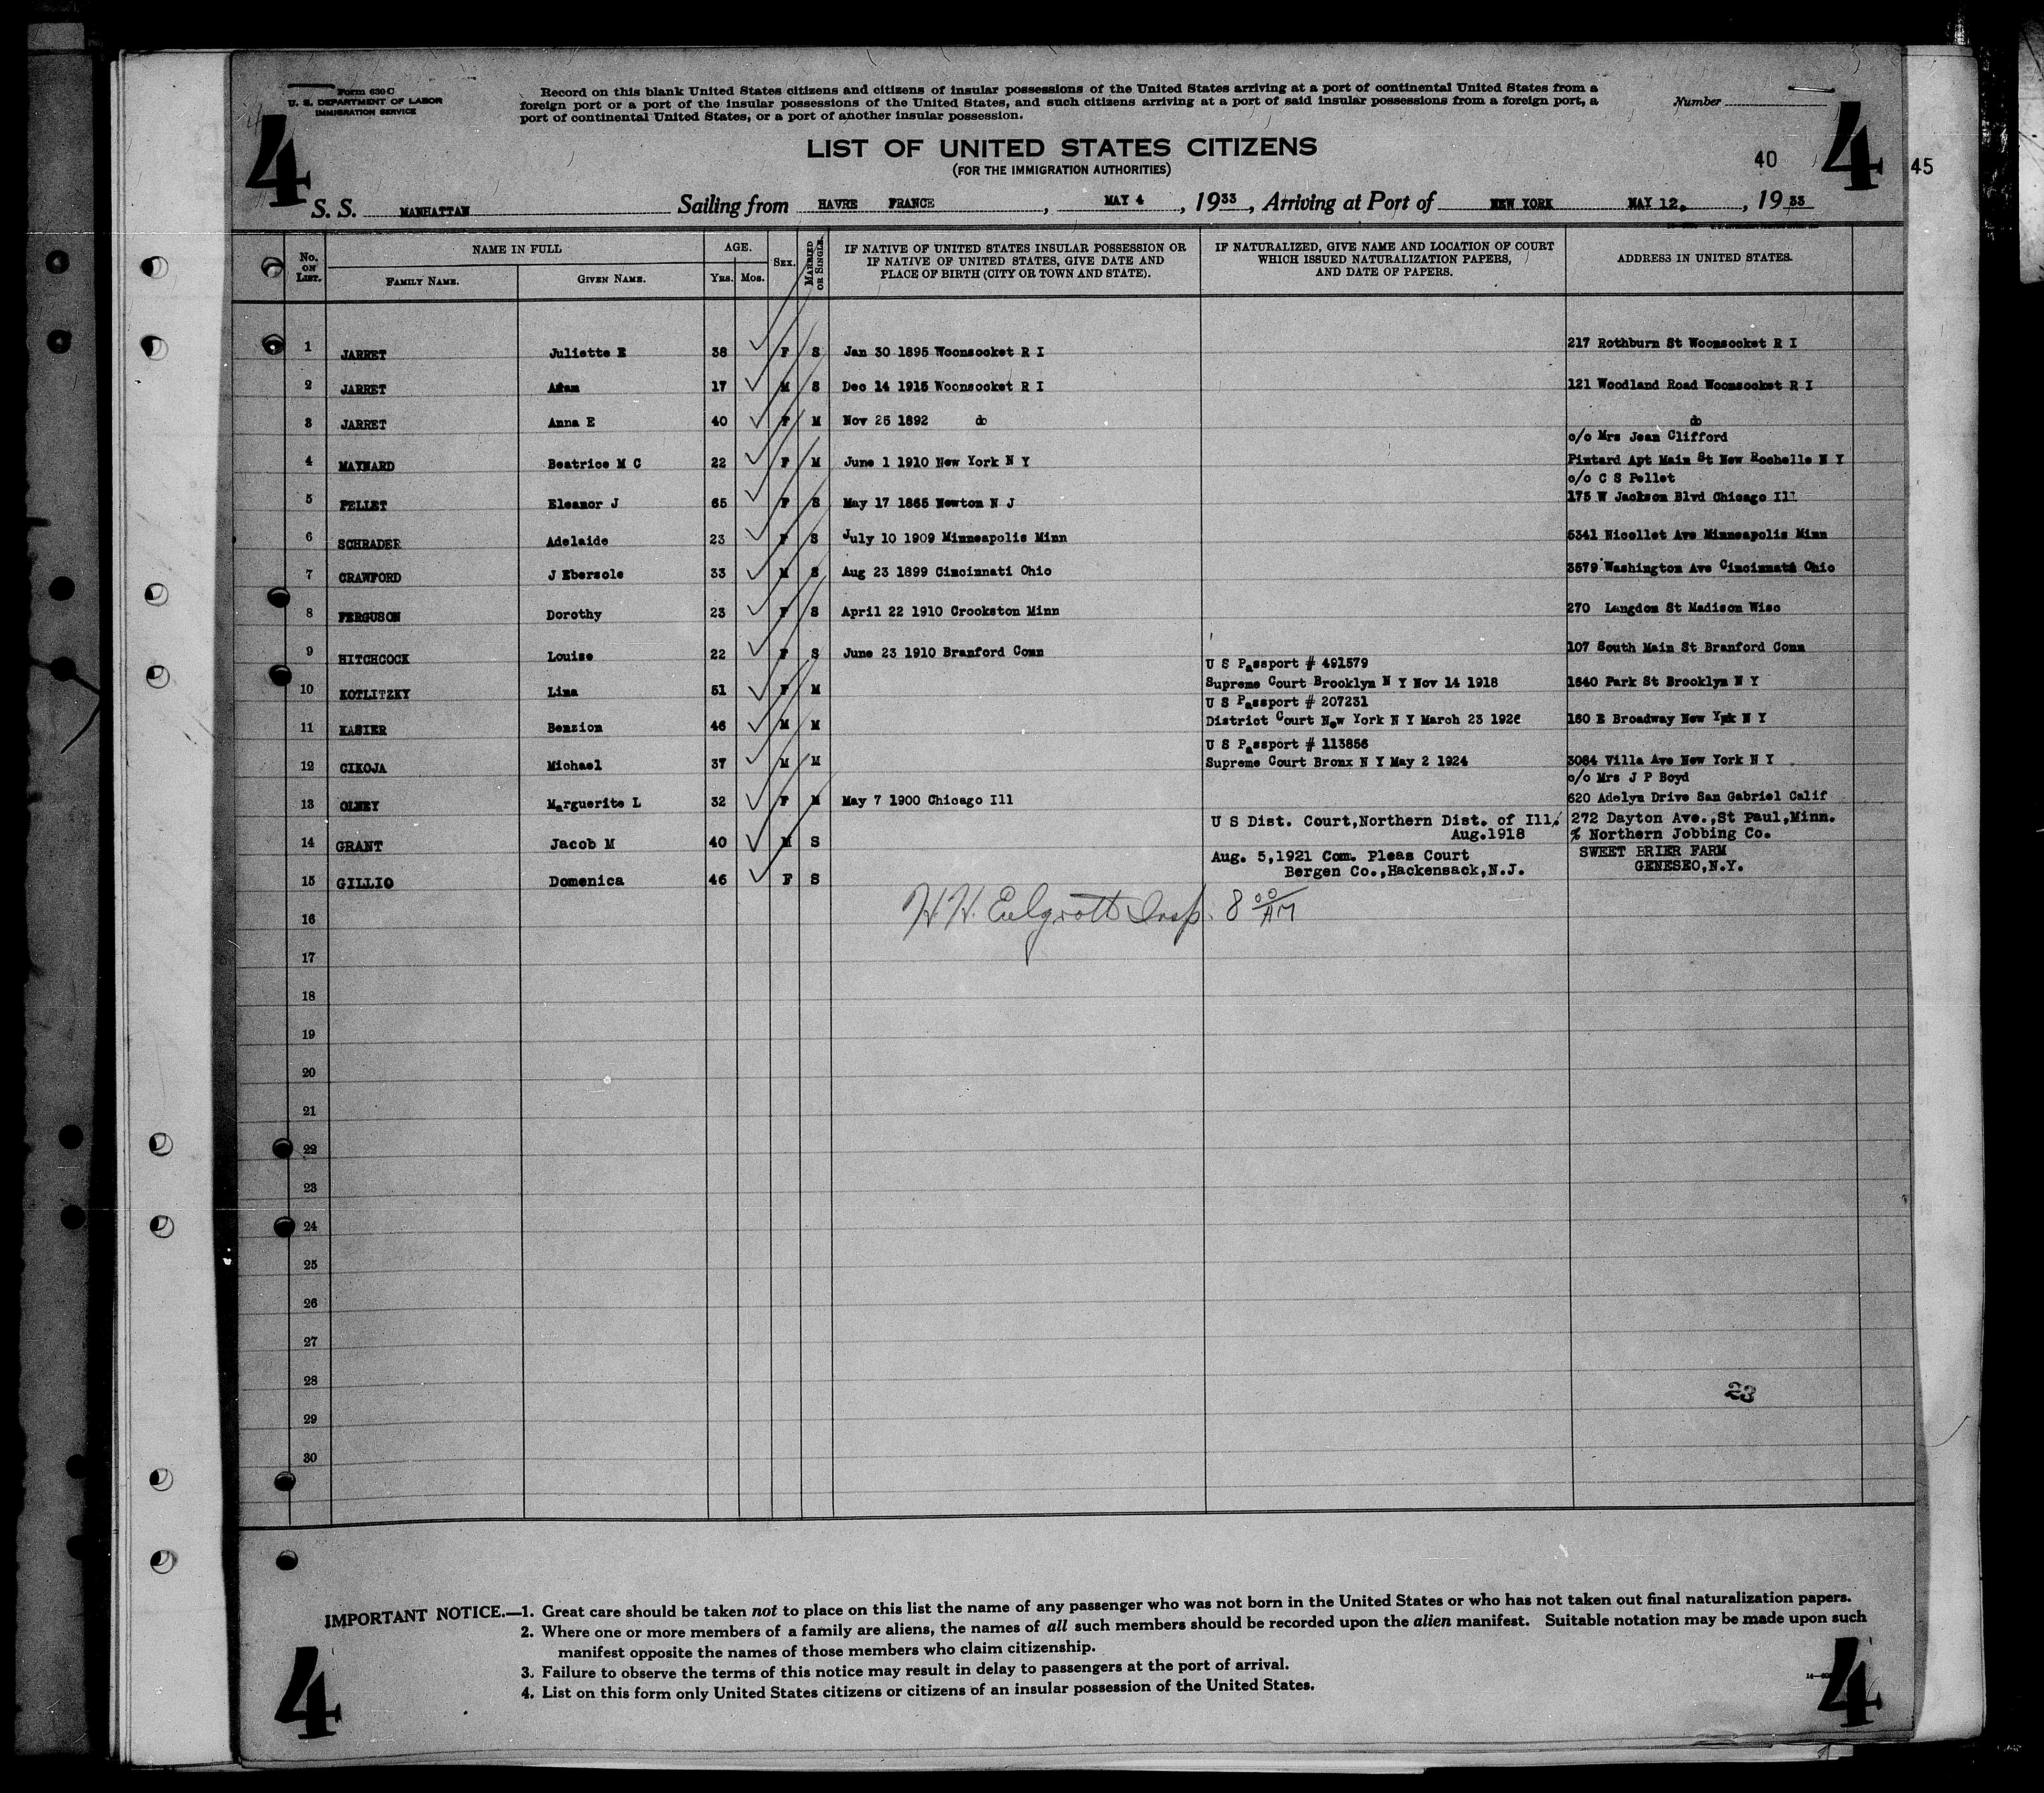 Form 630 C
U. S. DEPARTMENT OF LABOR
IMMIGRATION SERVICE
Record on this blank United States citizens and citizens of insular possessions of the United States arriving at a port of continental United States from a
foreign port or a port of the insular possessions of the United States, and such citizens arriving at a port of said insular possessions from a foreign port, a
port of continental United States, or a port of another insular possession.
Number
4
4
LIST OF UNITED STATES CITIZENS
(FOR THE IMMIGRATION AUTHORITIES)
40
45
S. S. MANHATTAN Sailing from HAVRE FRANCE, MAY 4, 1933, Arriving at Port of NEW YORK MAY 12, 1933
No. ON LIST. NAME IN FULL AGE. SEX. MARRIED OR SINGLE. IF NATIVE OF UNITED STATES INSULAR POSSESSION OR IF NATIVE OF UNITED STATES, GIVE DATE AND PLACE OF BIRTH (CITY OR TOWN AND STATE). IF NATURALIZED, GIVE NAME AND LOCATION OF COURT WHICH ISSUED NATURALIZATION PAPERS, AND DATE OF PAPERS. ADDRESS IN UNITED STATES.
FAMILY NAME. GIVEN NAME. YRS. MOS.
1 JARRET Juliette E 38 F S Jan 30 1895 Woonsocket R I 217 Rothburn St Woonsocket R I
2 JARRET Adam 17 M S Dec 14 1915 Woonsocket R I 121 Woodland Road Woonsocket R I
3 JARRET Anna E 40 F M Nov 25 1892 do do
c/o Mrs Jean Clifford
4 MAYNARD Beatrice M C 22 F M June 1 1910 New York N Y Pintard Apt Main St New Rochelle N Y
c/o C S Pellet
5 PELLET Eleanor J 65 F S May 17 1865 Newton N J 175 W Jackson Blvd Chicago Ill
6 SCHRADER Adelaide 23 F S July 10 1909 Minneapolis Minn 5341 Nicollet Ave Minneapolis Minn
7 CRAWFORD J Ebersole 33 M S Aug 23 1899 Cincinnati Ohio 3579 Washington Ave Cincinnati Ohio
8 FERGUSON Dorothy 23 F S April 22 1910 Crookston Minn 270 Langdon St Madison Wisc
9 HITCHCOCK Louise 22 F S June 23 1910 Branford Conn 107 South Main St Branford Conn
U S Passport # 491579
10 KOTLITZKY Lina 51 F M Supreme Court Brooklyn N Y Nov 14 1918 1640 Park St Brooklyn N Y
U S Passport # 207231
11 KASIER Benzion 46 M M District Court New York N Y March 23 1926 160 E Broadway New Ypk N Y
U S Passport # 113856
12 CIKOJA Michael 37 M M Supreme Court Bronx N Y May 2 1924 3084 Villa Ave New York N Y
c/o Mrs J P Boyd
13 OLNEY Marguerite L 32 F M May 7 1900 Chicago Ill 620 Adelyn Drive San Gabriel Calif
U S Dist. Court,Northern Dist. of Ill. 272 Dayton Ave.,St Paul,Minn.
14 GRANT Jacob M 40 M S Aug.1918 % Northern Jobbing Co.
Aug. 5,1921 Com. Pleas Court SWEET BRIER FARM
15 GILLIO Domenica 46 F S Bergen Co.,Hackensack,N.J. GENESEO,N.Y.
16 H. H. Insp. 8 00 AM
17
18
19
20
21
22
23
24
25
26
27
28
23
29
30
IMPORTANT NOTICE.—1. Great care should be taken not to place on this list the name of any passenger who was not born in the United States or who has not taken out final naturalization papers.
2. Where one or more members of a family are aliens, the names of all such members should be recorded upon the alien manifest. Suitable notation may be made upon such
manifest opposite the names of those members who claim citizenship.
3. Failure to observe the terms of this notice may result in delay to passengers at the port of arrival.
4. List on this form only United States citizens or citizens of an insular possession of the United States.
4
4